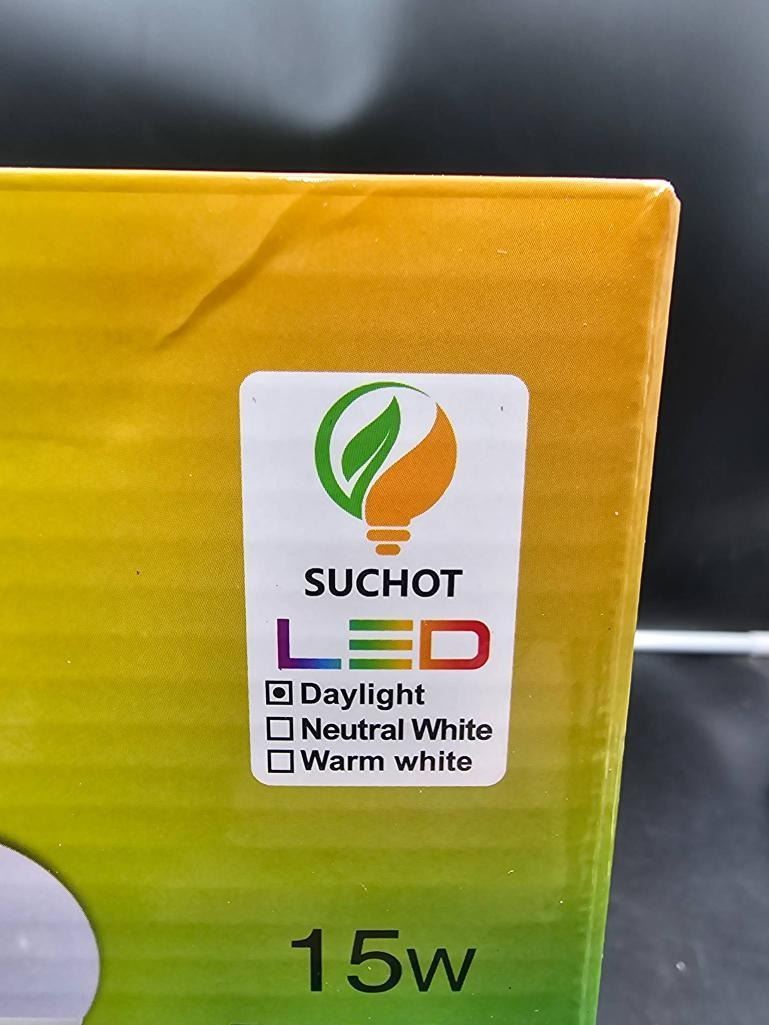 SUCHOT
LED
Daylight
Neutral White
Warm white
15W